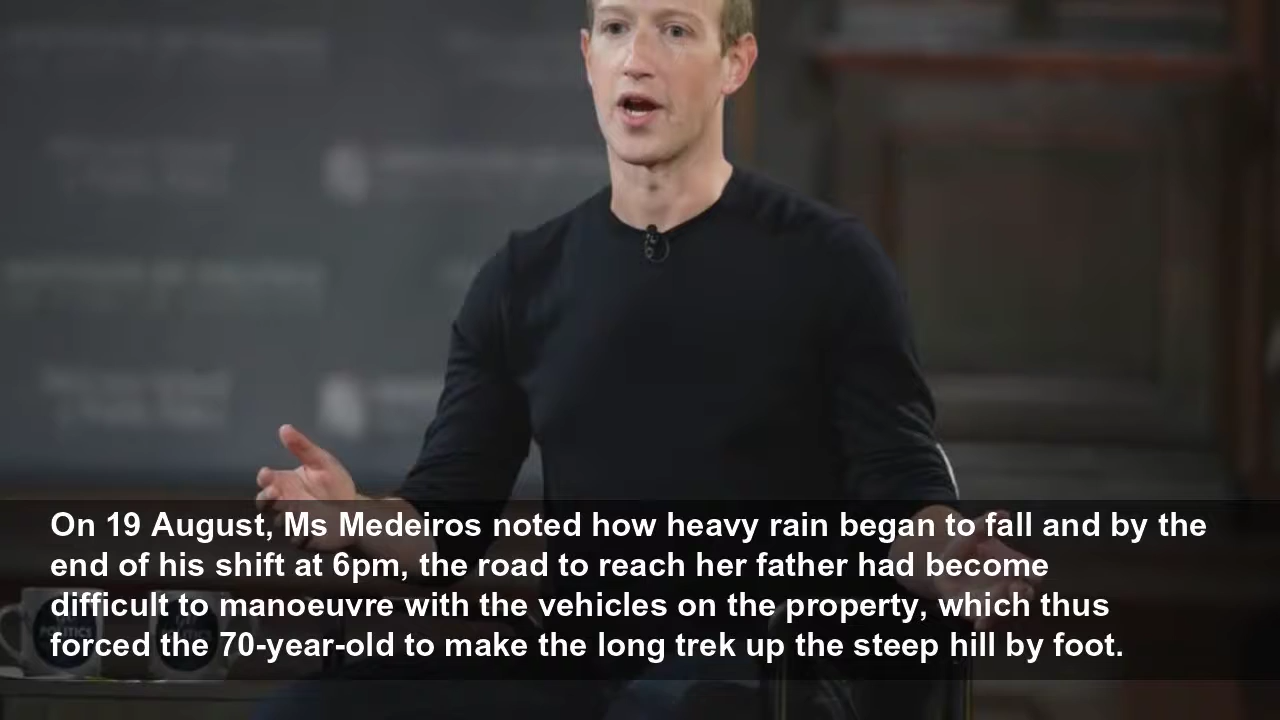 On 19 August, Ms Medeiros noted how heavy rain began to fall and by the
end of his shift at 6pm, the road to reach her father had become
difficult to manoeuvre with the vehicles on the property, which thus
forced the 70-year-old to make the long trek up the steep hill by foot.